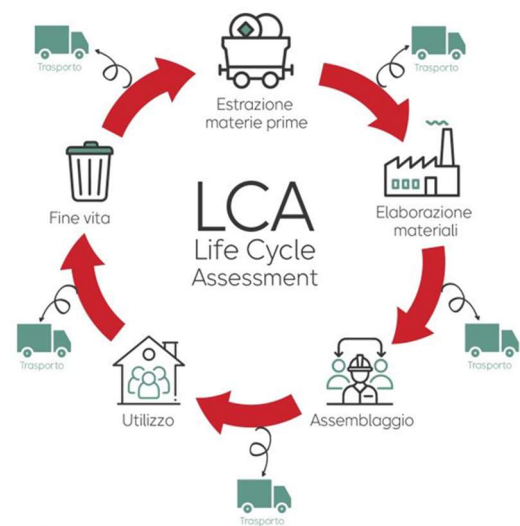 Trasporto
Trasporto
Estrazione
materie prime
Elaborazione
materiali
Fine vita
LCA
Life Cycle
Assessment
Trasporto
Trasporto
Utilizzo
Assemblaggio
Trasporto